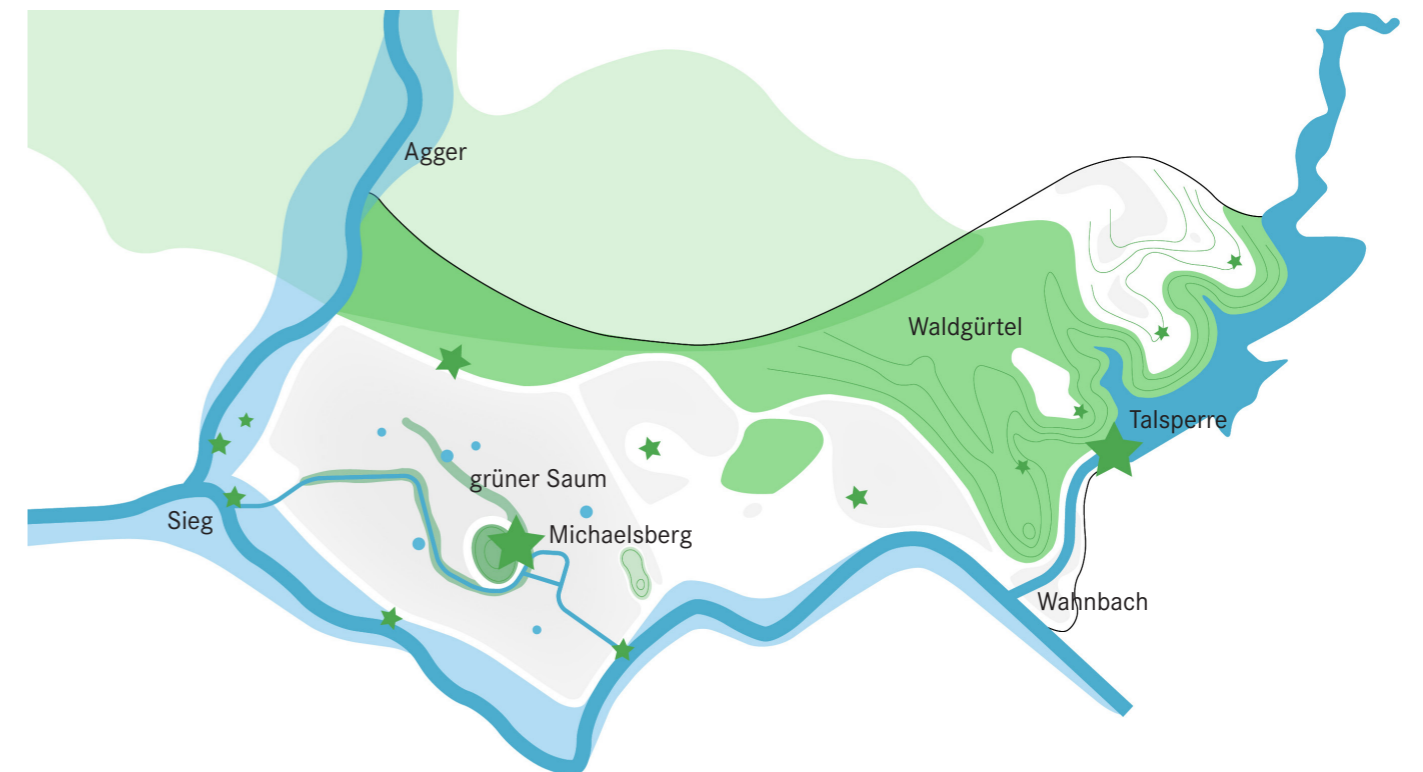 Agger
Waldgürtel
Talsperre
grüner Saum
Sieg
Michaelsberg
Wahnbach